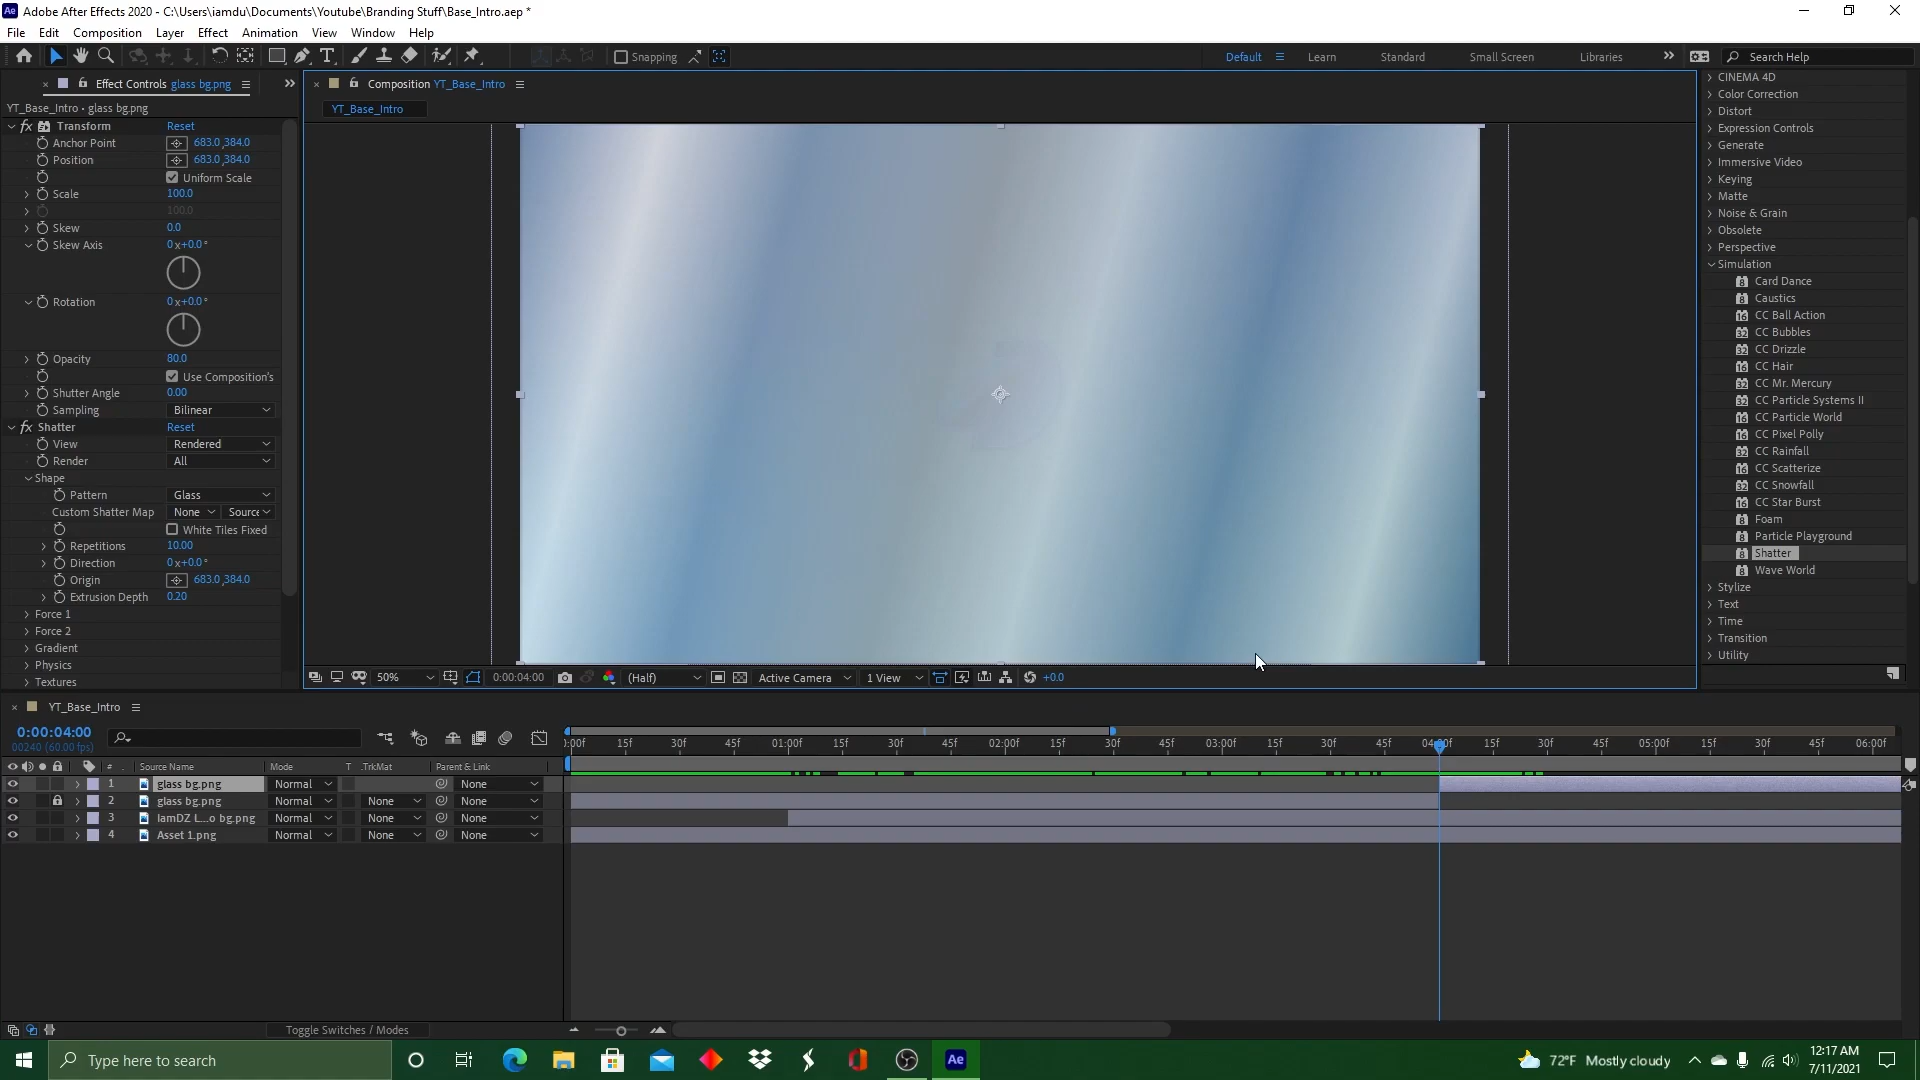 Adobe After Effects 2020 - C:\Users\iamdu\Documents\Youtube\Branding Stuff\Base_Intro.aep *
File Edit Composition Layer Effect Animation View Window Help
Snapping Default Learn Standard Small Screen Libraries Search Help
Effect Controls glass bg.png
YT_Base_Intro • glass bg.png
fx Transform Reset
Anchor Point 683.0,384.0
Position 683.0,384.0
Uniform Scale
Scale 100.0
100.0
Skew 0.0
Skew Axis 0x+0.0°
Rotation 0x+0.0°
Opacity 80.0
Use Composition's
Shutter Angle 0.00
Sampling Bilinear
fx Shatter Reset
View Rendered
Render All
Shape
Pattern Glass
Custom Shatter Map None Source
White Tiles Fixed
Repetitions 10.00
Direction 0x+0.0°
Origin 683.0,384.0
Extrusion Depth 0.20
Force 1
Force 2
Gradient
Physics
Textures
Composition YT_Base_Intro
YT_Base_Intro
50% 0:00:04:00 (Half) Active Camera 1 View +0.0
CINEMA 4D
Color Correction
Distort
Expression Controls
Generate
Immersive Video
Keying
Matte
Noise & Grain
Obsolete
Perspective
Simulation
Card Dance
Caustics
CC Ball Action
CC Bubbles
CC Drizzle
CC Hair
CC Mr. Mercury
CC Particle Systems II
CC Particle World
CC Pixel Polly
CC Rainfall
CC Scatterize
CC Snowfall
CC Star Burst
Foam
Particle Playground
Shatter
Wave World
Stylize
Text
Time
Transition
Utility
YT_Base_Intro
0:00:04:00
00240 (60.00 fps)
:00f 15f 30f 45f 01:00f 15f 30f 45f 02:00f 15f 30f 45f 03:00f 15f 30f 45f 04:00f 15f 30f 45f 05:00f 15f 30f 45f 06:00f
# Source Name Mode T .TrkMat Parent & Link
1 glass bg.png Normal None
2 glass bg.png Normal None None
3 IamDZ L...o bg.png Normal None None
4 Asset 1.png Normal None None
Toggle Switches / Modes
Type here to search
Ae
72°F Mostly cloudy
12:17 AM
7/11/2021